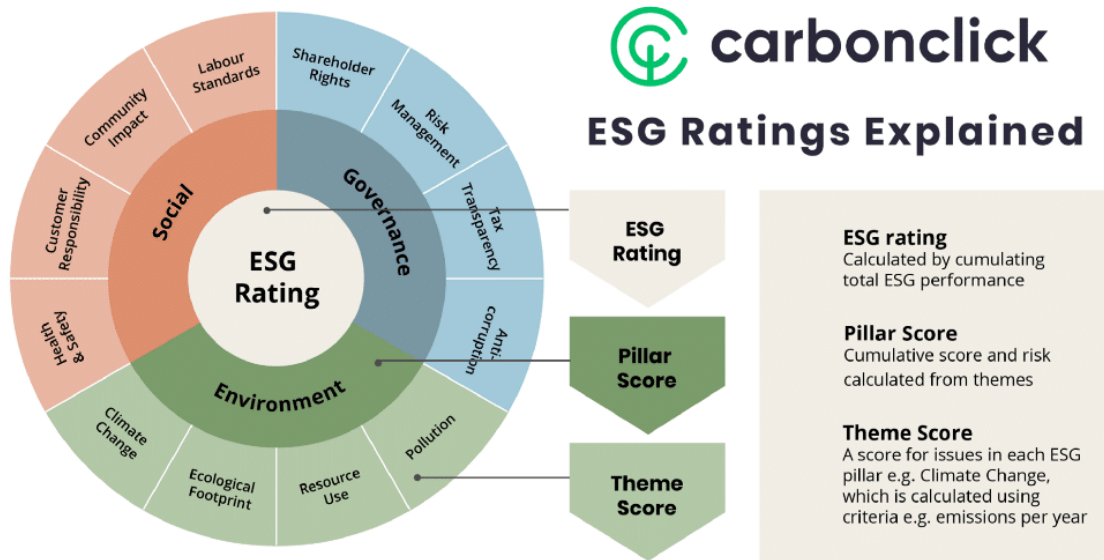 carbonclick
ESG Ratings Explained
Labour
Standards
Shareholder
Rights
Community
Impact
Risk
Management
Customer
Responsibility
Tax
Transparency
Health
& Safety
Anti-
corruption
Social
Governance
Environment
ESG
Rating
Climate
Change
Ecological
Footprint
Resource
Use
Pollution
ESG
Rating
Pillar
Score
Theme
Score
ESG rating
Calculated by cumulating
total ESG performance
Pillar Score
Cumulative score and risk
calculated from themes
Theme Score
A score for issues in each ESG
pillar e.g. Climate Change,
which is calculated using
criteria e.g. emissions per year